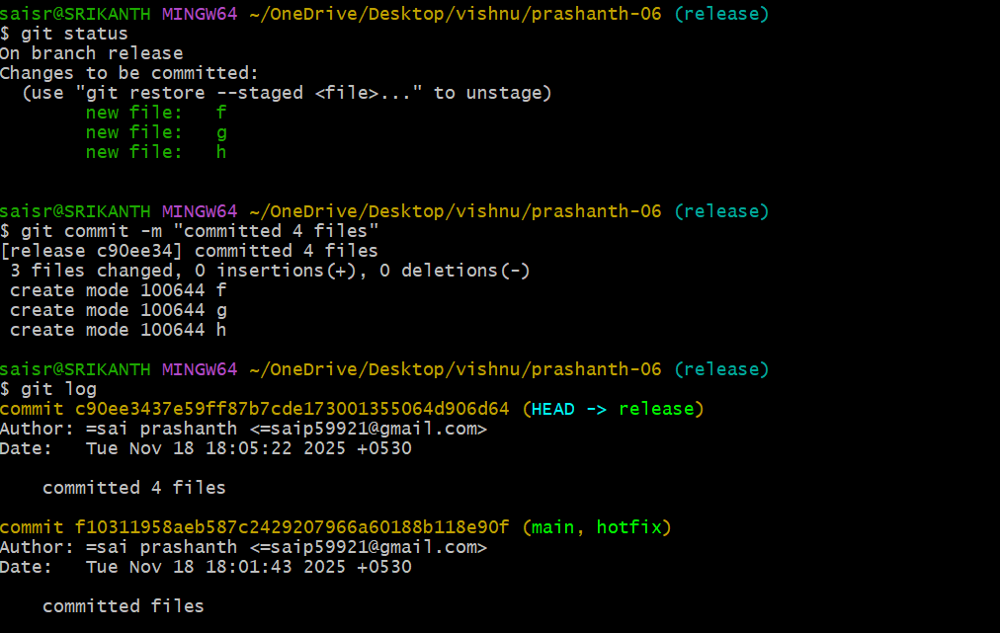 saisr@SRIKANTH MINGW64 ~/OneDrive/Desktop/vishnu/prashanth-06 (release)
$ git status
On branch release
Changes to be committed:
  (use "git restore --staged <file>..." to unstage)
        new file:   f
        new file:   g
        new file:   h
saisr@SRIKANTH MINGW64 ~/OneDrive/Desktop/vishnu/prashanth-06 (release)
$ git commit -m "committed 4 files"
[release c90ee34] committed 4 files
 3 files changed, 0 insertions(+), 0 deletions(-)
 create mode 100644 f
 create mode 100644 g
 create mode 100644 h
saisr@SRIKANTH MINGW64 ~/OneDrive/Desktop/vishnu/prashanth-06 (release)
$ git log
commit c90ee3437e59ff87b7cde173001355064d906d64 (HEAD -> release)
Author: =sai prashanth <=saip59921@gmail.com>
Date:   Tue Nov 18 18:05:22 2025 +0530
    committed 4 files
commit f10311958aeb587c2429207966a60188b118e90f (main, hotfix)
Author: =sai prashanth <=saip59921@gmail.com>
Date:   Tue Nov 18 18:01:43 2025 +0530
    committed files